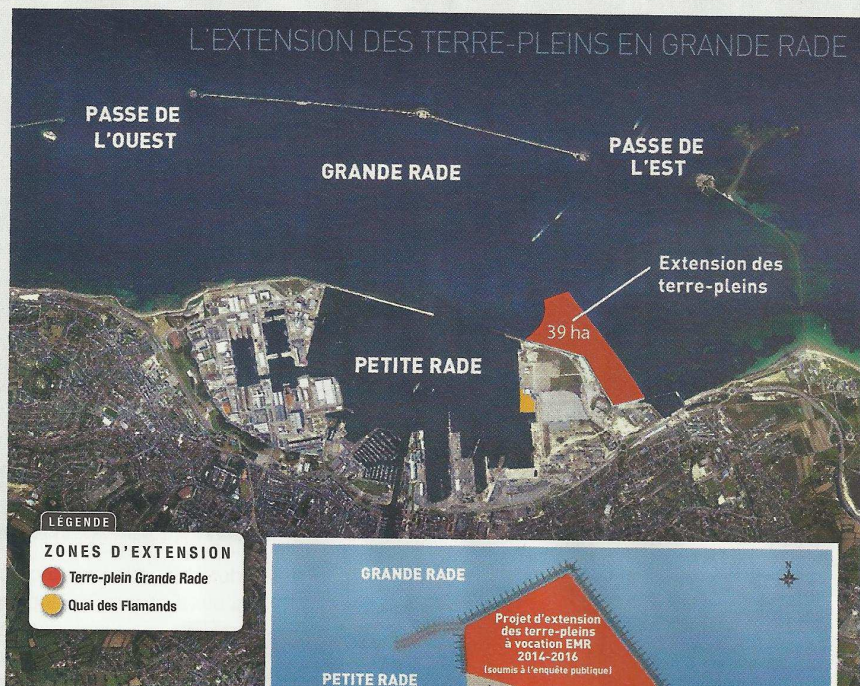 L'EXTENSION DES TERRE-PLEINS EN GRANDE RADE
PASSE DE
L'OUEST
GRANDE RADE
PASSE DE
L'EST
Extension des
terre-pleins
39 ha
PETITE RADE
LÉGENDE
ZONES D'EXTENSION
Terre-plein Grande Rade
Quai des Flamands
GRANDE RADE
N
Projet d'extension
des terre-pleins
à vocation EMR
2014-2016
(soumis à l'enquête publique)
PETITE RADE